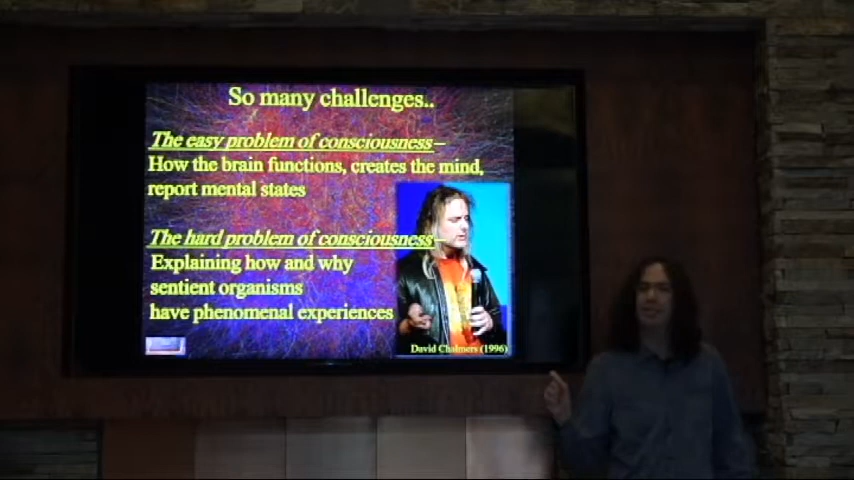 So many challenges..
The easy problem of consciousness–
How the brain functions, creates the mind,
report mental states
The hard problem of consciousness–
Explaining how and why
sentient organisms
have phenomenal experiences
David Chalmers (1996)